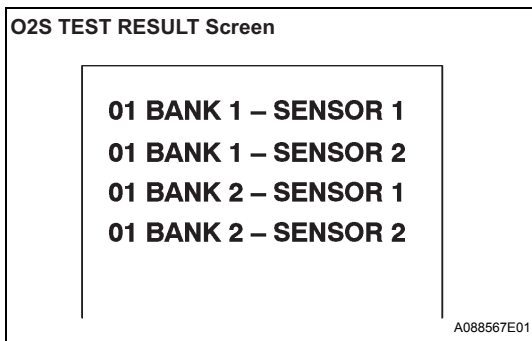 O2S TEST RESULT Screen
01 BANK 1 – SENSOR 1
01 BANK 1 – SENSOR 2
01 BANK 2 – SENSOR 1
01 BANK 2 – SENSOR 2
A088567E01